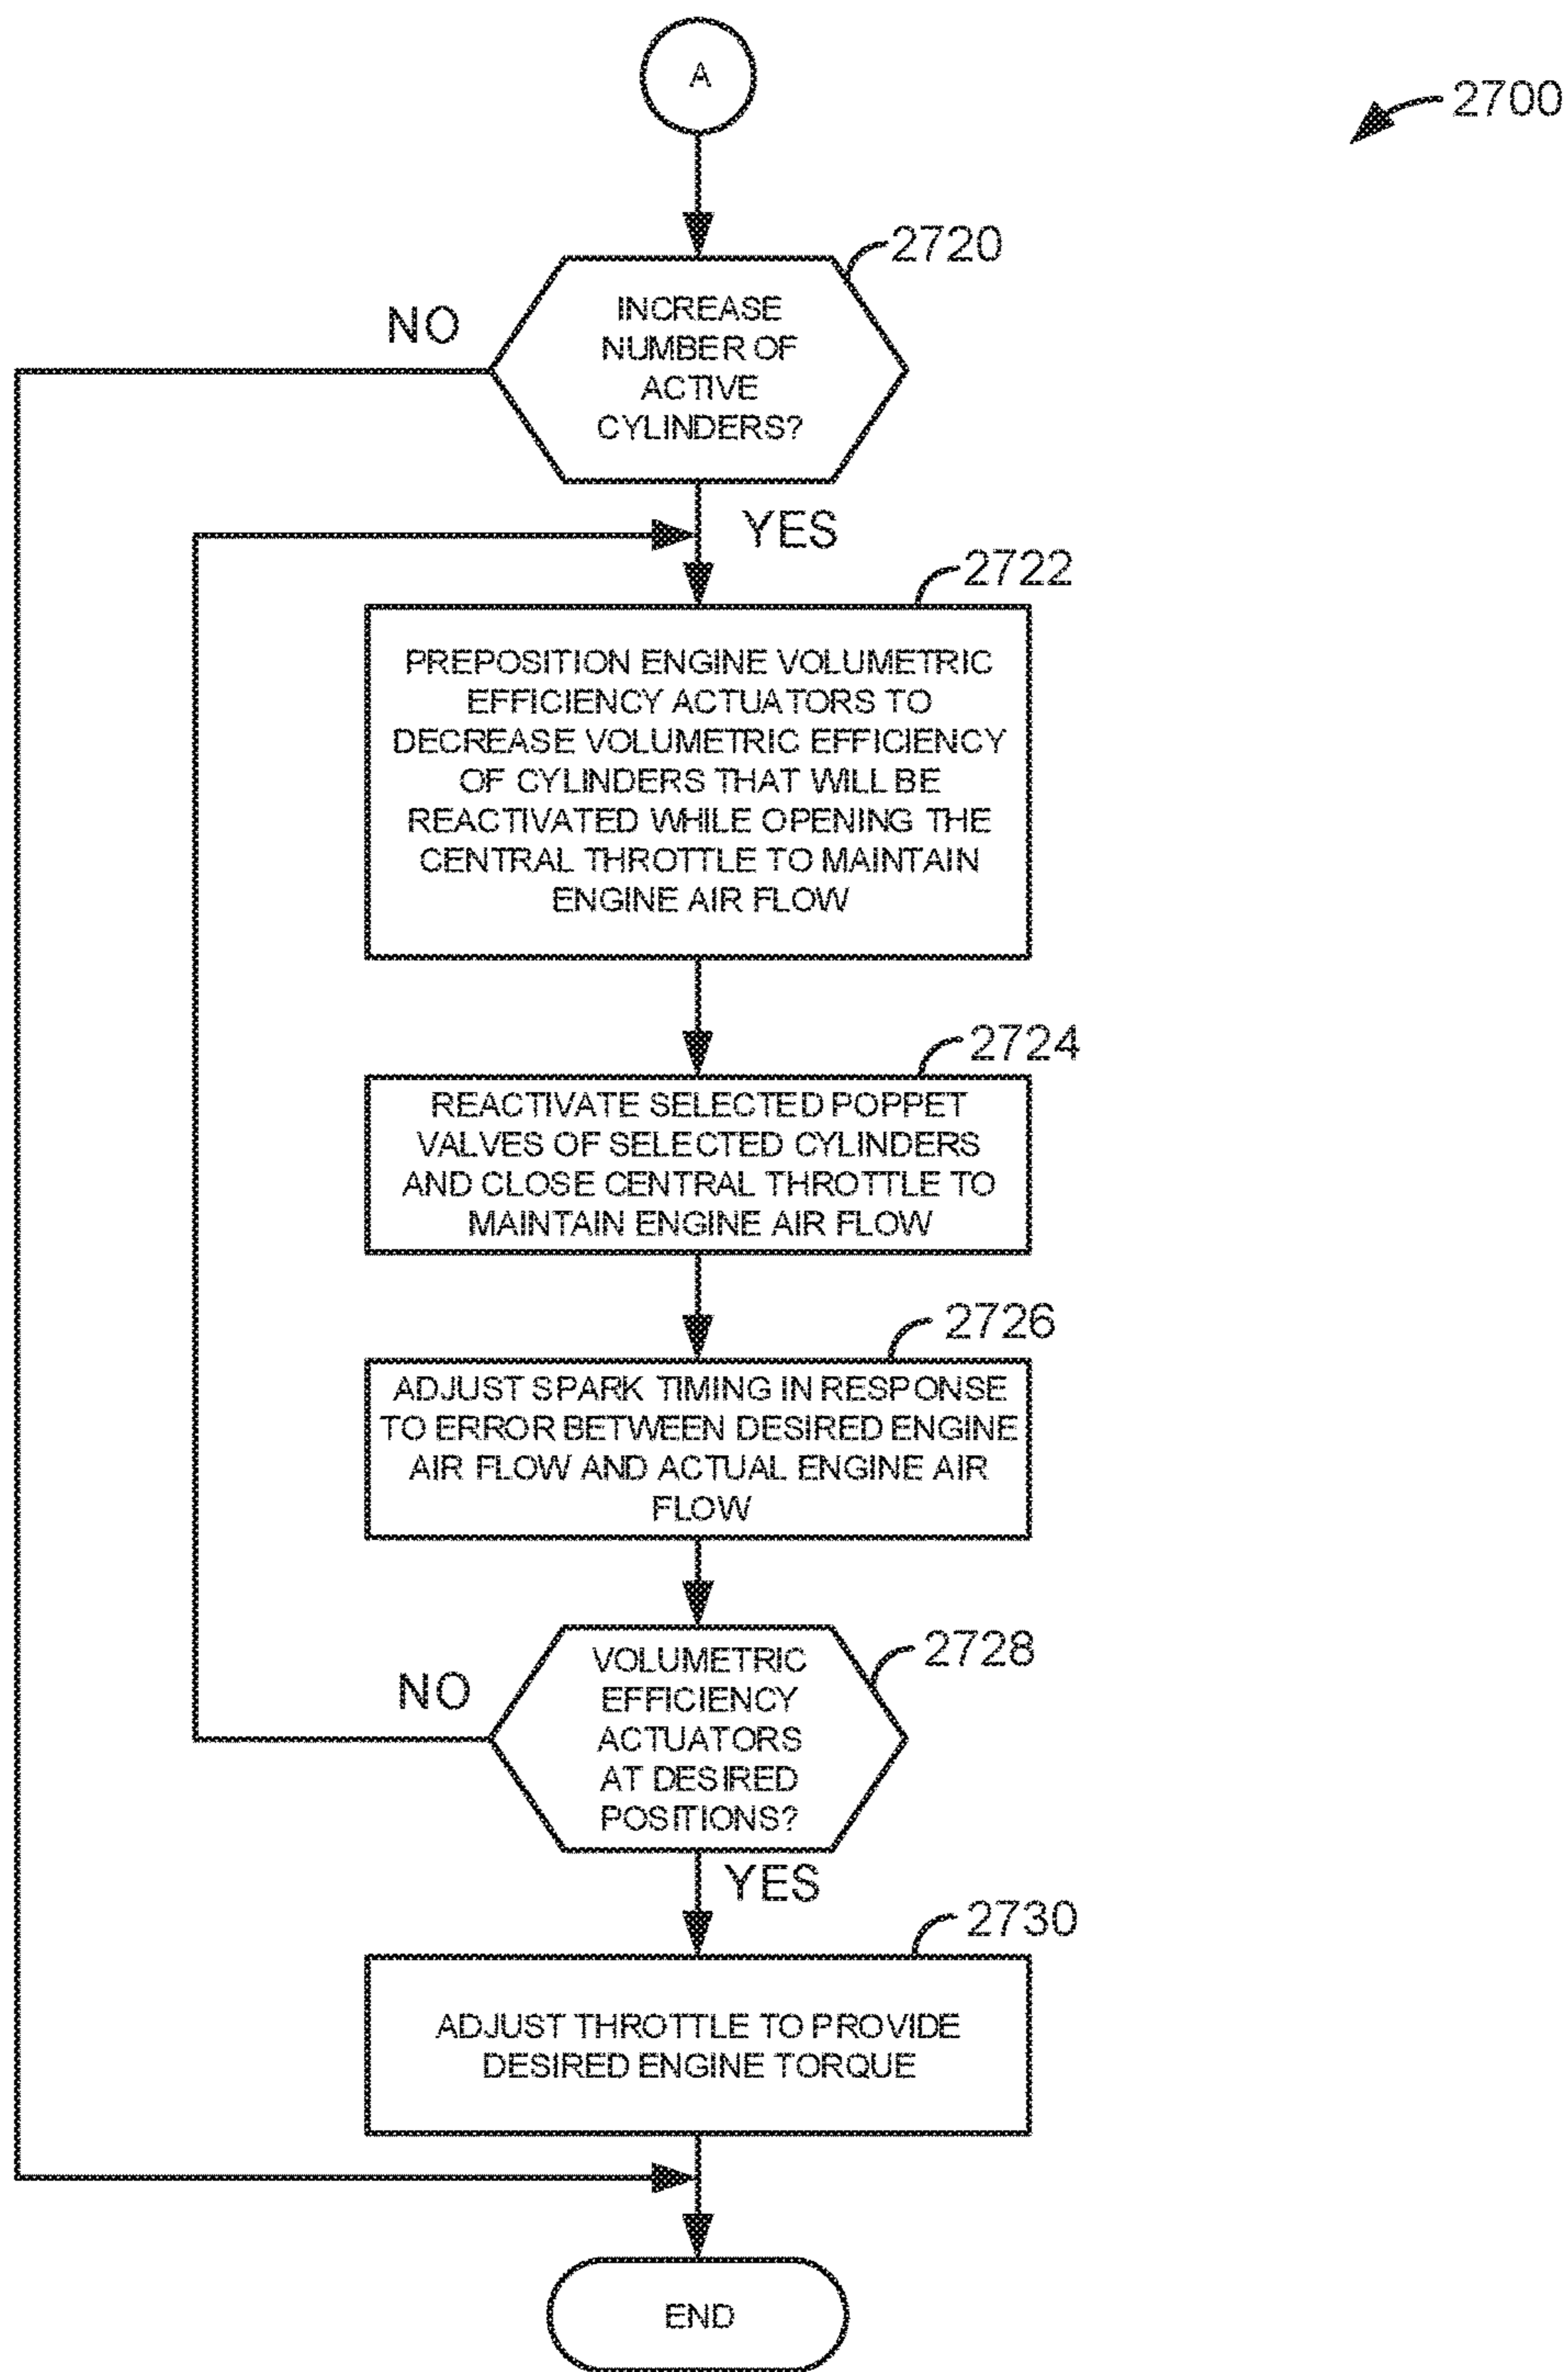 A
2700
2720
NO
INCREASE
NUMBER OF
ACTIVE
CYLINDERS?
YES
2722
PREPOSITION ENGINE VOLUMETRIC
EFFICIENCY ACTUATORS TO
DECREASE VOLUMETRIC EFFICIENCY
OF CYLINDERS THAT WILL BE
REACTIVATED WHILE OPENING THE
CENTRAL THROTTLE TO MAINTAIN
ENGINE AIR FLOW
2724
REACTIVATE SELECTED POPPET
VALVES OF SELECTED CYLINDERS
AND CLOSE CENTRAL THROTTLE TO
MAINTAIN ENGINE AIR FLOW
2726
ADJUST SPARK TIMING IN RESPONSE
TO ERROR BETWEEN DESIRED ENGINE
AIR FLOW AND ACTUAL ENGINE AIR
FLOW
2728
NO
VOLUMETRIC
EFFICIENCY
ACTUATORS
AT DESIRED
POSITIONS?
YES
2730
ADJUST THROTTLE TO PROVIDE
DESIRED ENGINE TORQUE
END